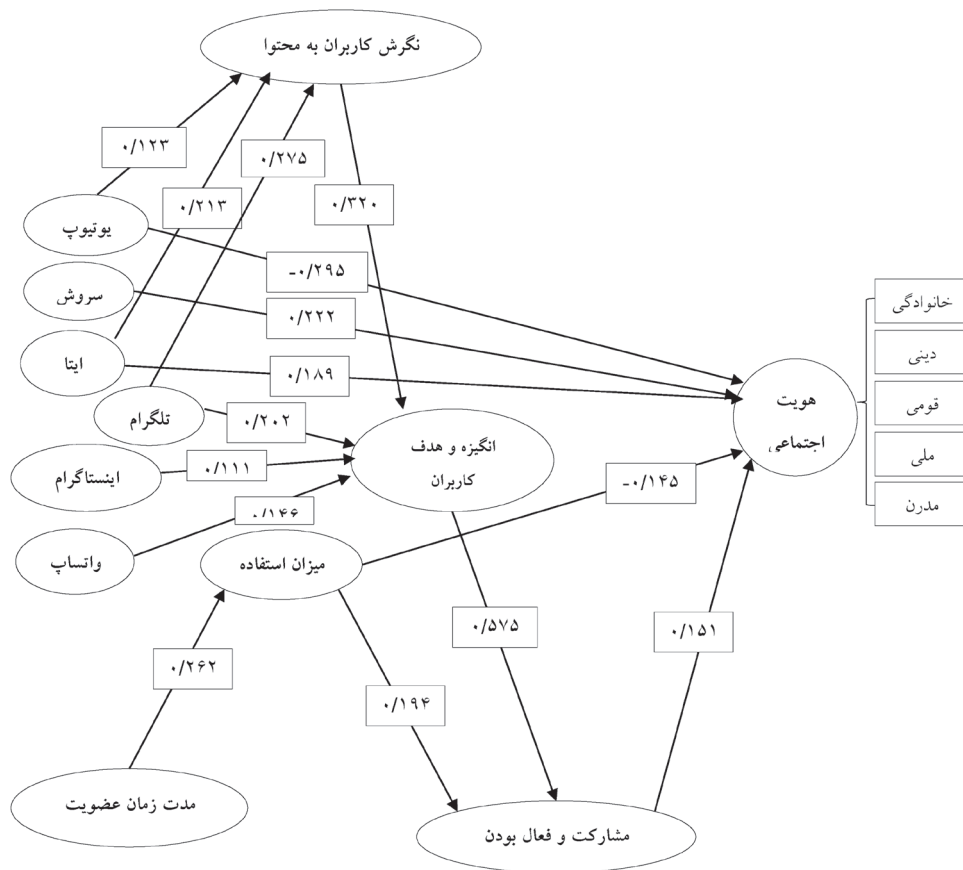 نگرش کاربران به محتوا
۰/۱۲۳
۰/۲۷۵
۰/۲۱۳
۰/۳۲۰
یوتیوپ
-۰/۲۹۵
سروش
۰/۲۲۲
خانوادگی
دینی
ایتا
۰/۱۸۹
هویت
اجتماعی
قومی
تلگرام
۰/۲۰۲
انگیزه و هدف
کاربران
ملی
اینستاگرام
۰/۱۱۱
-۰/۱۴۵
مدرن
۰/۱۴۶
واتساپ
میزان استفاده
۰/۵۷۵
۰/۱۵۱
۰/۲۶۲
۰/۱۹۴
مدت زمان عضویت
مشارکت و فعال بودن